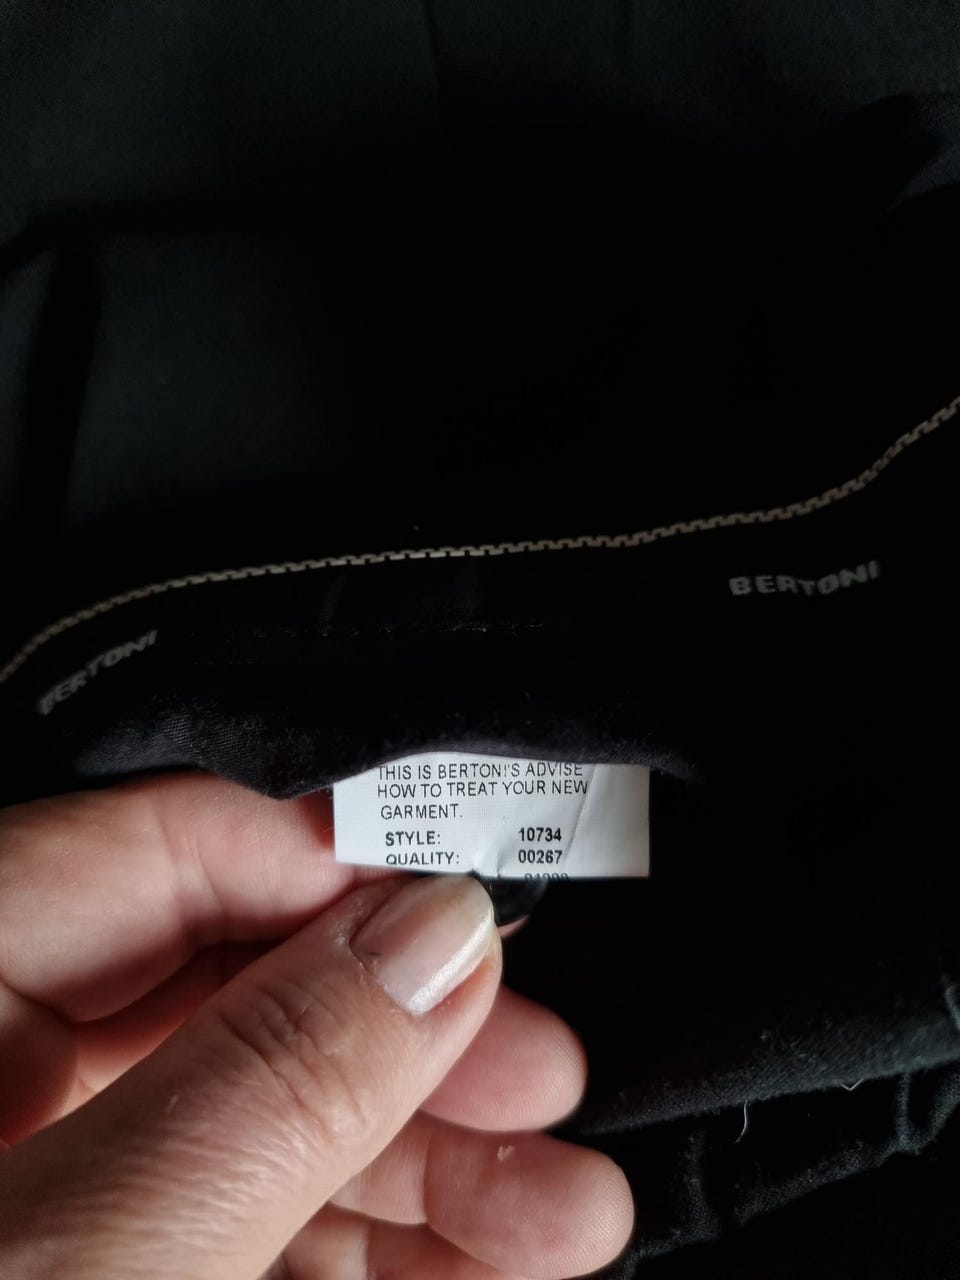 BERTONI
BERTONI
THIS IS BERTONI'S ADVISE
HOW TO TREAT YOUR NEW
GARMENT.
STYLE: 10734
QUALITY: 00267